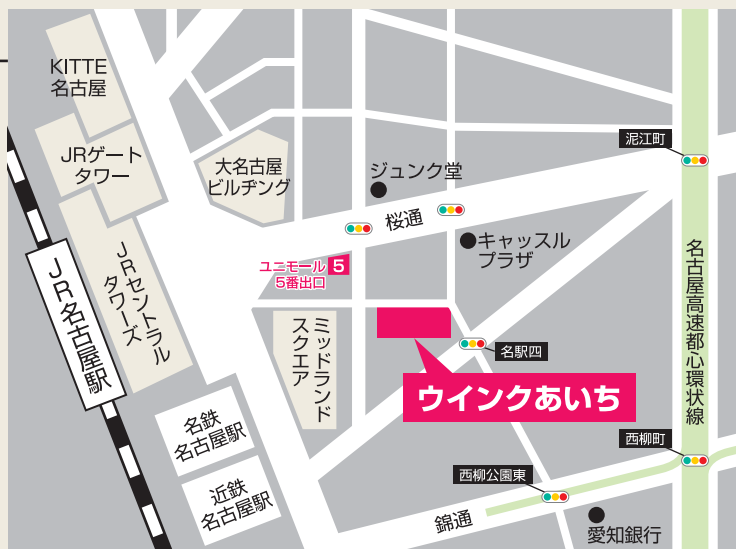 KITTE
名古屋
JRゲート
タワー
大名古屋
ビルヂング
ジュンク堂
泥江町
桜通
キャッスル
プラザ
ユニモール
5番出口
5
JRセントラル
タワーズ
JR名古屋駅
ミッドランド
スクエア
名駅四
ウインクあいち
名古屋高速都心環状線
名鉄
名古屋駅
近鉄
名古屋駅
西柳町
西柳公園東
錦通
愛知銀行